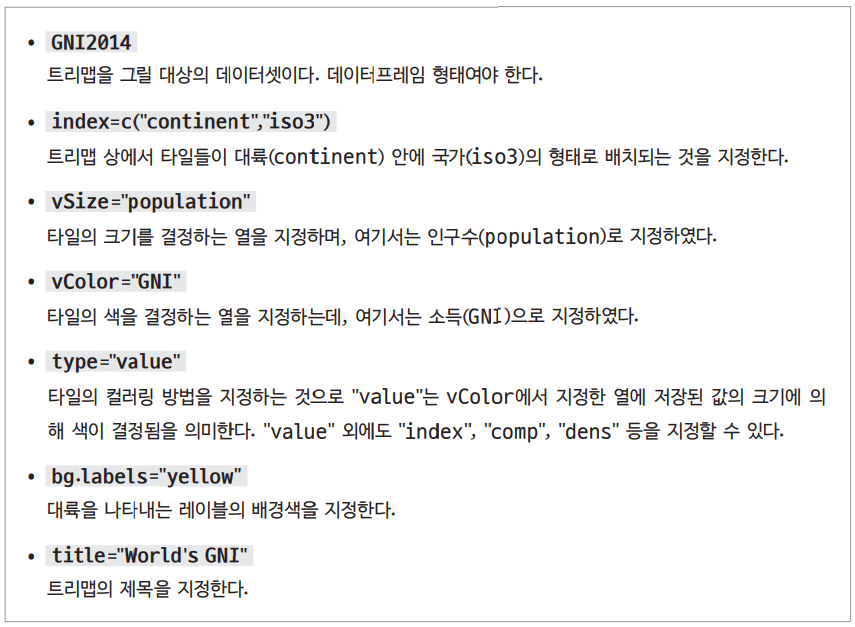 • GNI2014
트리맵을 그릴 대상의 데이터셋이다. 데이터프레임 형태여야 한다.
• index=c("continent","iso3")
트리맵 상에서 타일들이 대륙(continent) 안에 국가(iso3)의 형태로 배치되는 것을 지정한다.
• vSize="population"
타일의 크기를 결정하는 열을 지정하며, 여기서는 인구수(population)로 지정하였다.
• vColor="GNI"
타일의 색을 결정하는 열을 지정하는데, 여기서는 소득(GNI)으로 지정하였다.
• type="value"
타일의 컬러링 방법을 지정하는 것으로 "value"는 vColor에서 지정한 열에 저장된 값의 크기에 의
해 색이 결정됨을 의미한다. "value" 외에도 "index", "comp", "dens" 등을 지정할 수 있다.
• bg.labels="yellow"
대륙을 나타내는 레이블의 배경색을 지정한다.
• title="World's GNI"
트리맵의 제목을 지정한다.